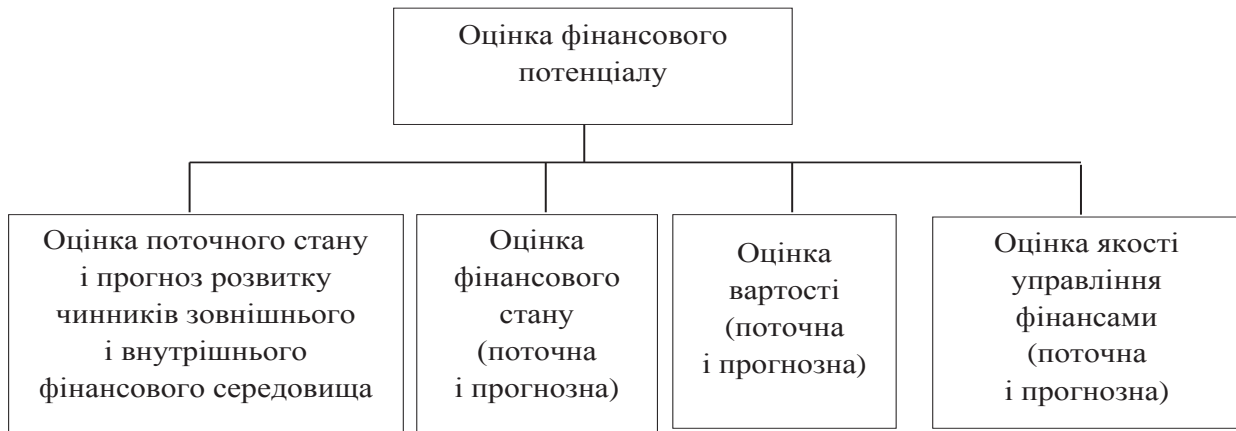 Оцінка фінансового
потенціалу
Оцінка поточного стану
і прогноз розвитку
чинників зовнішнього
і внутрішнього
фінансового середовища
Оцінка
фінансового
стану
(поточна
і прогнозна)
Оцінка
вартості
(поточна
і прогнозна)
Оцінка якості
управління
фінансами
(поточна
і прогнозна)